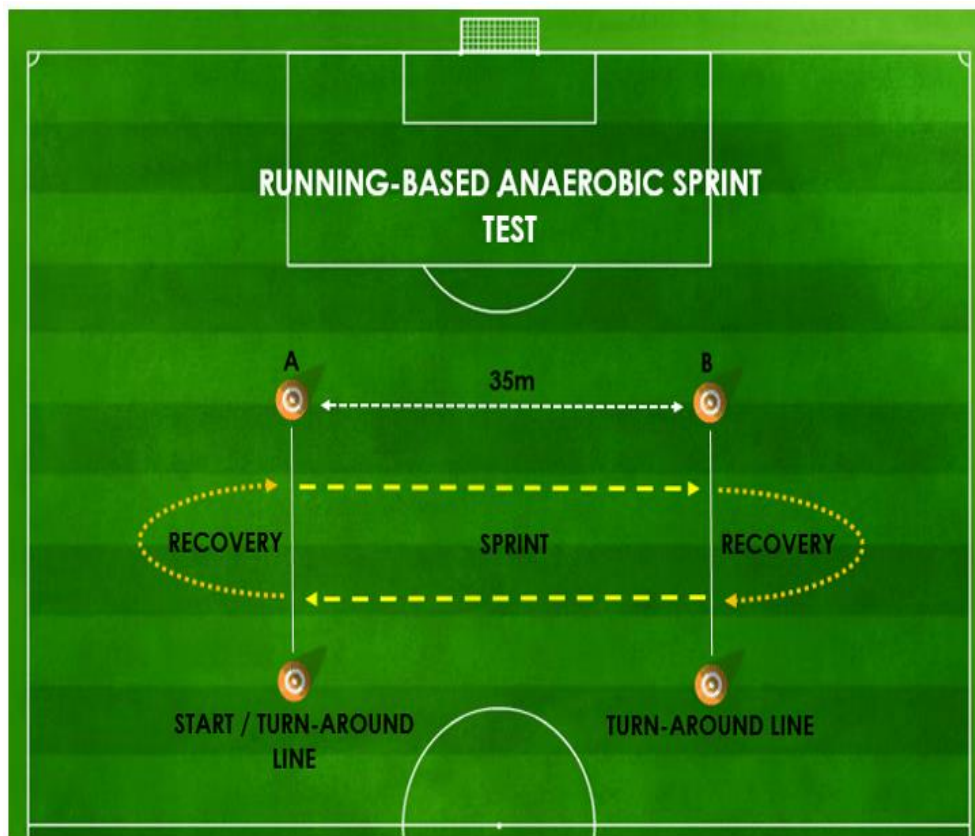 RUNNING-BASED ANAEROBIC SPRINT
TEST
A
B
35m
RECOVERY
SPRINT
RECOVERY
START / TURN-AROUND
LINE
TURN-AROUND LINE